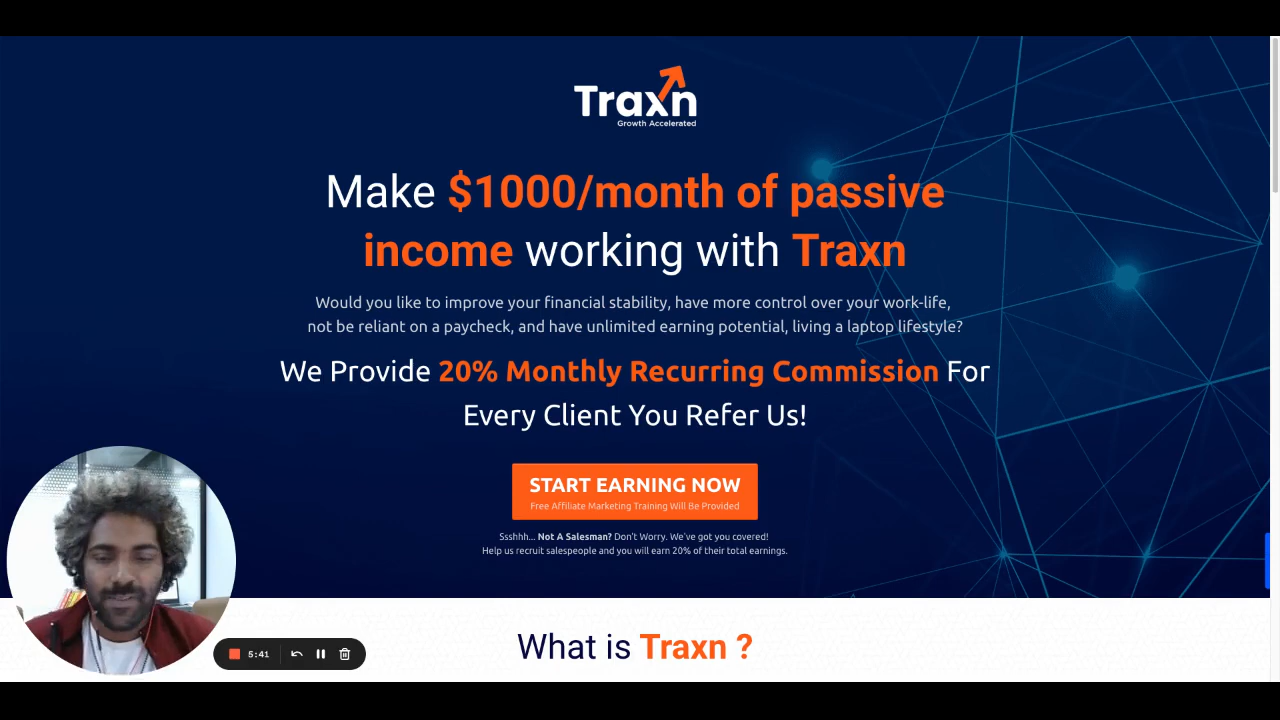 Traxn
Growth Accelerated
Make $1000/month of passive
income working with Traxn
Would you like to improve your financial stability, have more control over your work-life,
not be reliant on a paycheck, and have unlimited earning potential, living a laptop lifestyle?
We Provide 20% Monthly Recurring Commission For
Every Client You Refer Us!
START EARNING NOW
Free Affiliate Marketing Training Will Be Provided
Ssshhh... Not A Salesman? Don't Worry. We've got you covered!
Help us recruit salespeople and you will earn 20% of their total earnings.
5:41
What is Traxn ?